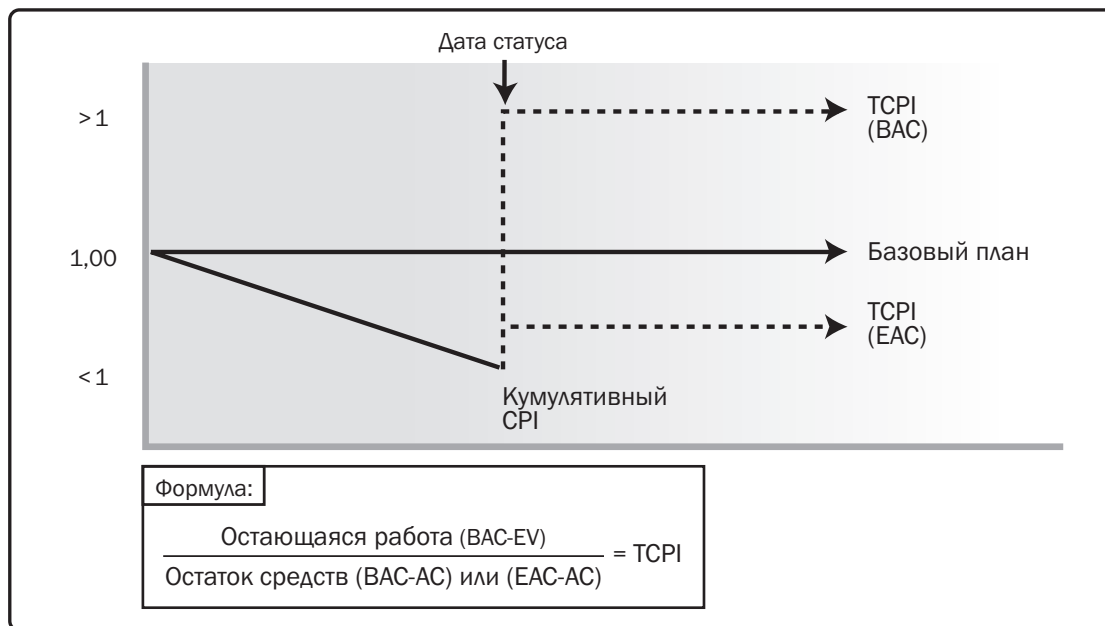 Дата статуса
>1
TCPI
(BAC)
1,00
Базовый план
TCPI
(EAC)
<1
Кумулятивный
CPI
Формула:
Остающаяся работа (BAC-EV)
= TCPI
Остаток средств (BAC-AC) или (EAC-AC)